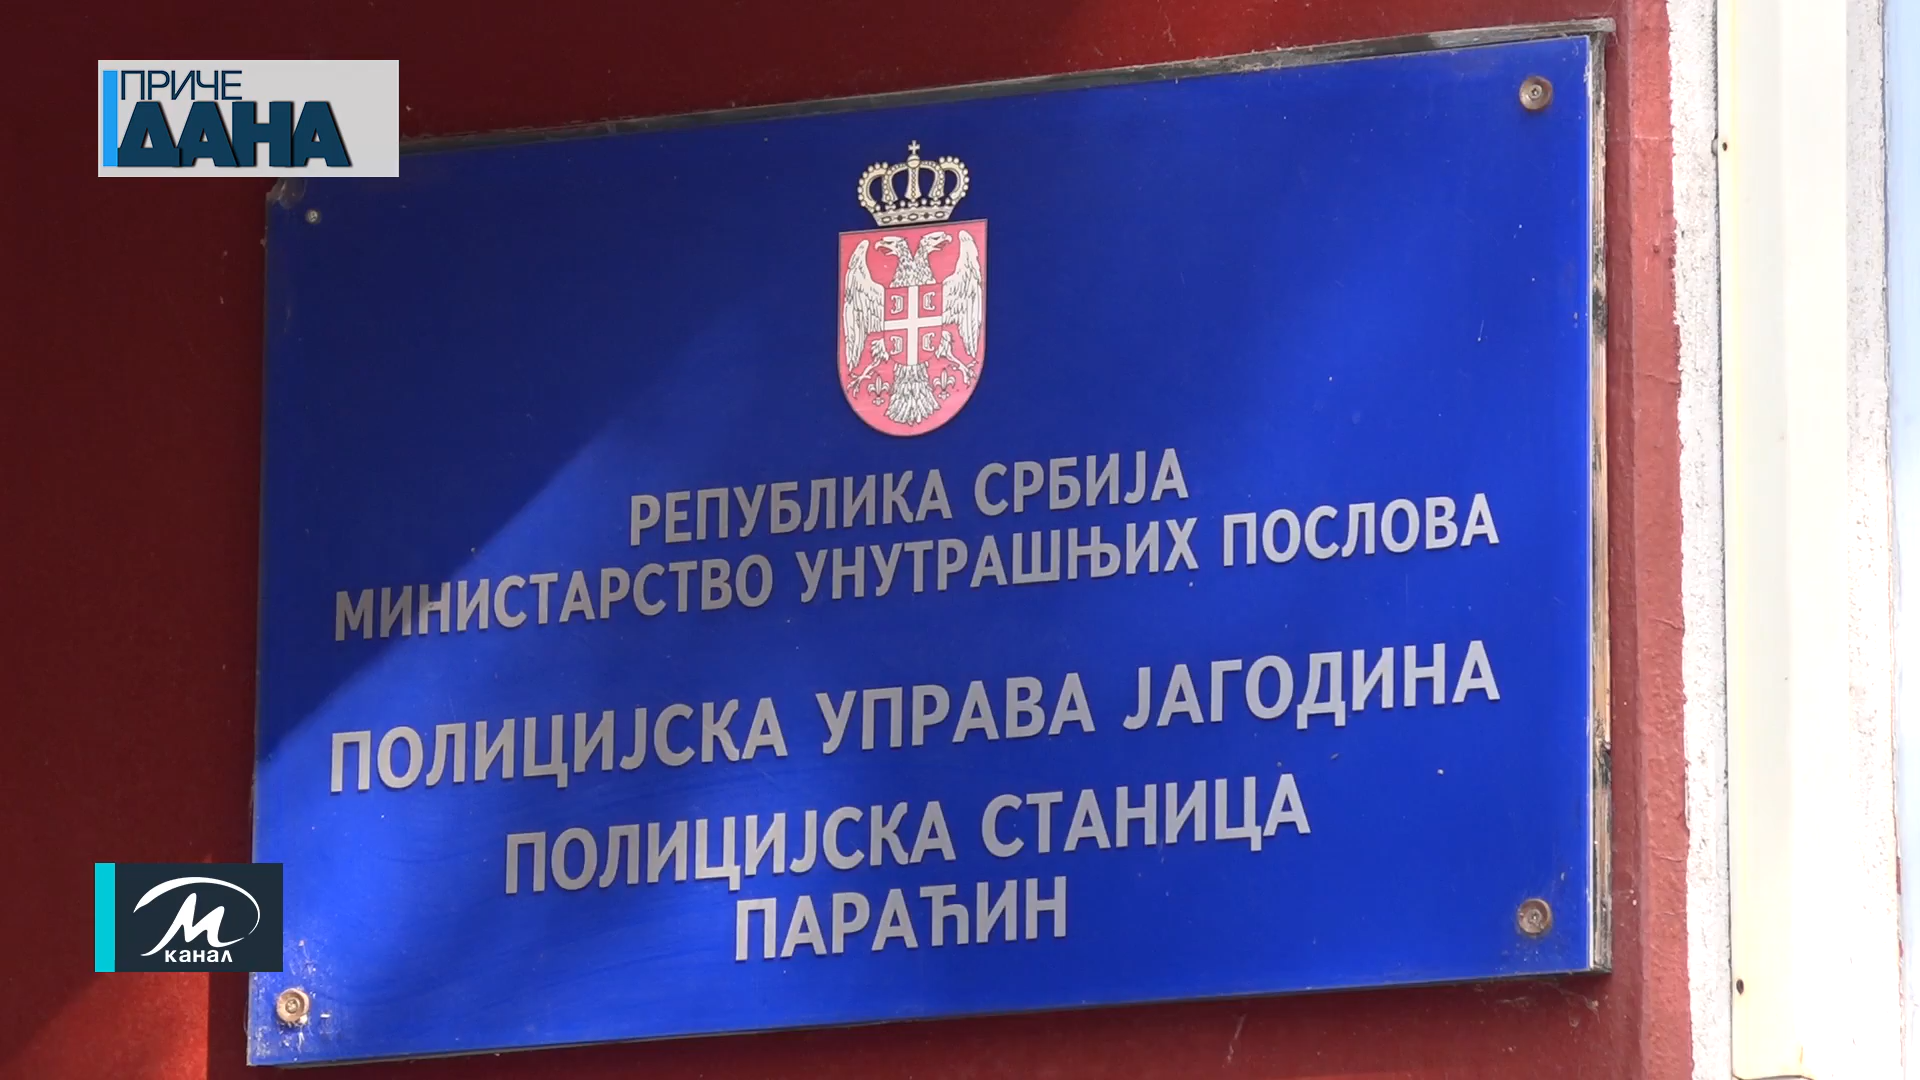 ПРИЧЕ
ДАНА
РЕПУБЛИКА СРБИЈА
МИНИСТАРСТВО УНУТРАШЊИХ ПОСЛОВА
ПОЛИЦИЈСКА УПРАВА ЈАГОДИНА
ПОЛИЦИЈСКА СТАНИЦА
ПАРАЋИН
М
канал